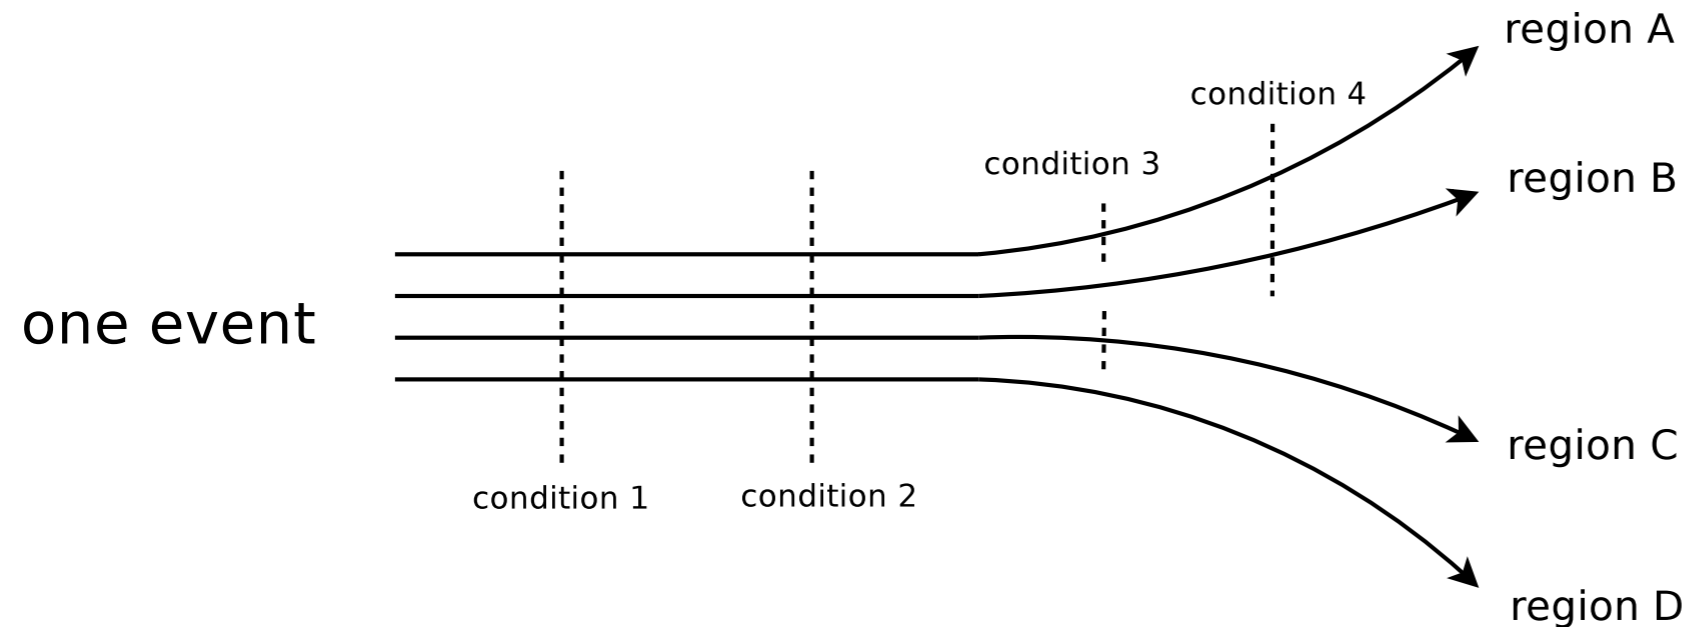 region A
condition 4
condition 3
region B
one event
region C
condition 1
condition 2
region D